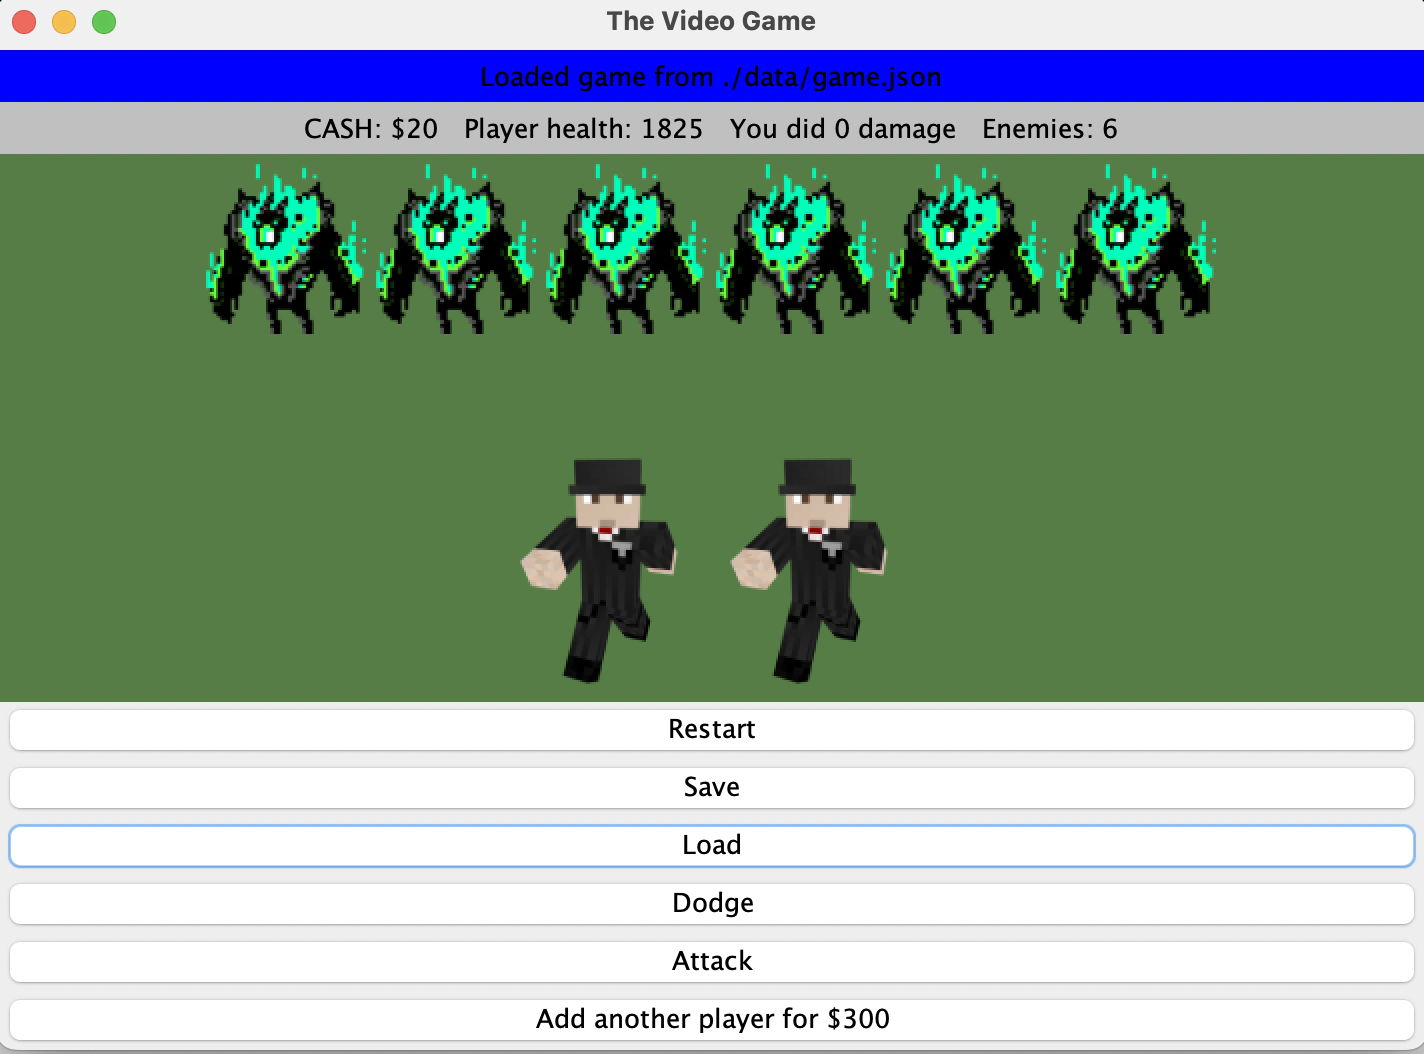 The Video Game
Loaded game from ./data/game.json
CASH: $20 Player health: 1825 You did 0 damage Enemies: 6
Restart
Save
Load
Dodge
Attack
Add another player for $300